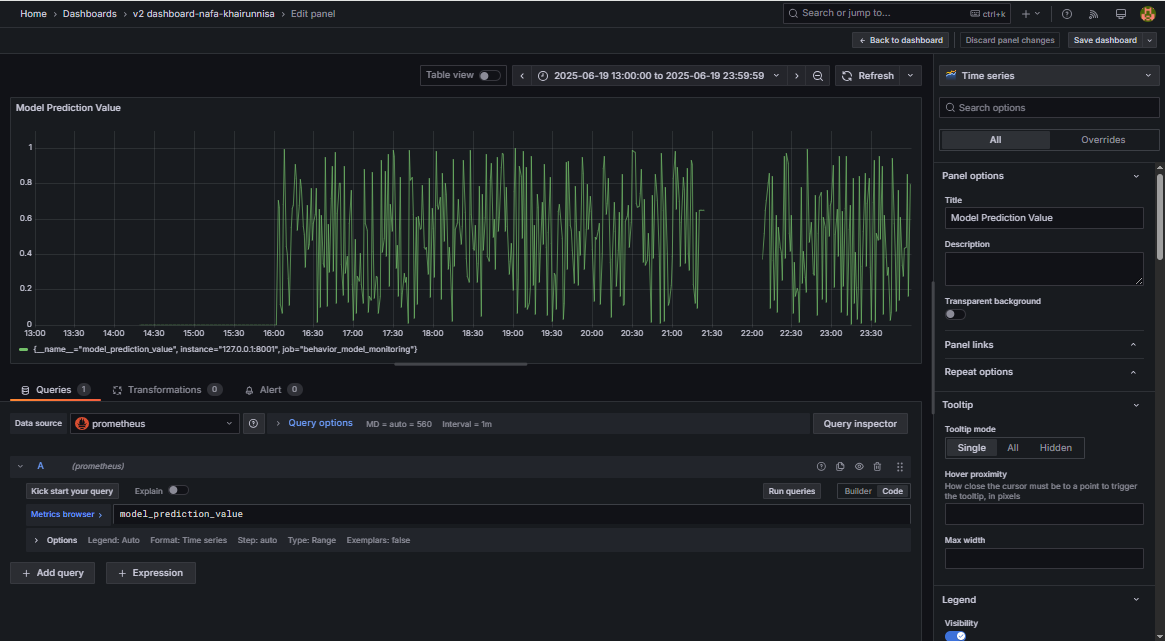 Home › Dashboards › v2 dashboard-nafa-khairunnisa › Edit panel
Search or jump to... ctrl+k
Back to dashboard Discard panel changes Save dashboard
Table view 2025-06-19 13:00:00 to 2025-06-19 23:59:59 Refresh
Model Prediction Value
1
0.8
0.6
0.4
0.2
0
13:00 13:30 14:00 14:30 15:00 15:30 16:00 16:30 17:00 17:30 18:00 18:30 19:00 19:30 20:00 20:30 21:00 21:30 22:00 22:30 23:00 23:30
{__name__="model_prediction_value", instance="127.0.0.1:8001", job="behavior_model_monitoring"}
Queries 1 Transformations 0 Alert 0
Data source prometheus Query options MD = auto = 560 Interval = 1m Query inspector
A (prometheus)
Kick start your query Explain Run queries Builder Code
Metrics browser › model_prediction_value
Options Legend: Auto Format: Time series Step: auto Type: Range Exemplars: false
+ Add query + Expression
Time series
Search options
All Overrides
Panel options
Title
Model Prediction Value
Description
Transparent background
Panel links
Repeat options
Tooltip
Tooltip mode
Single All Hidden
Hover proximity
How close the cursor must be to a point to trigger
the tooltip, in pixels
Max width
Legend
Visibility